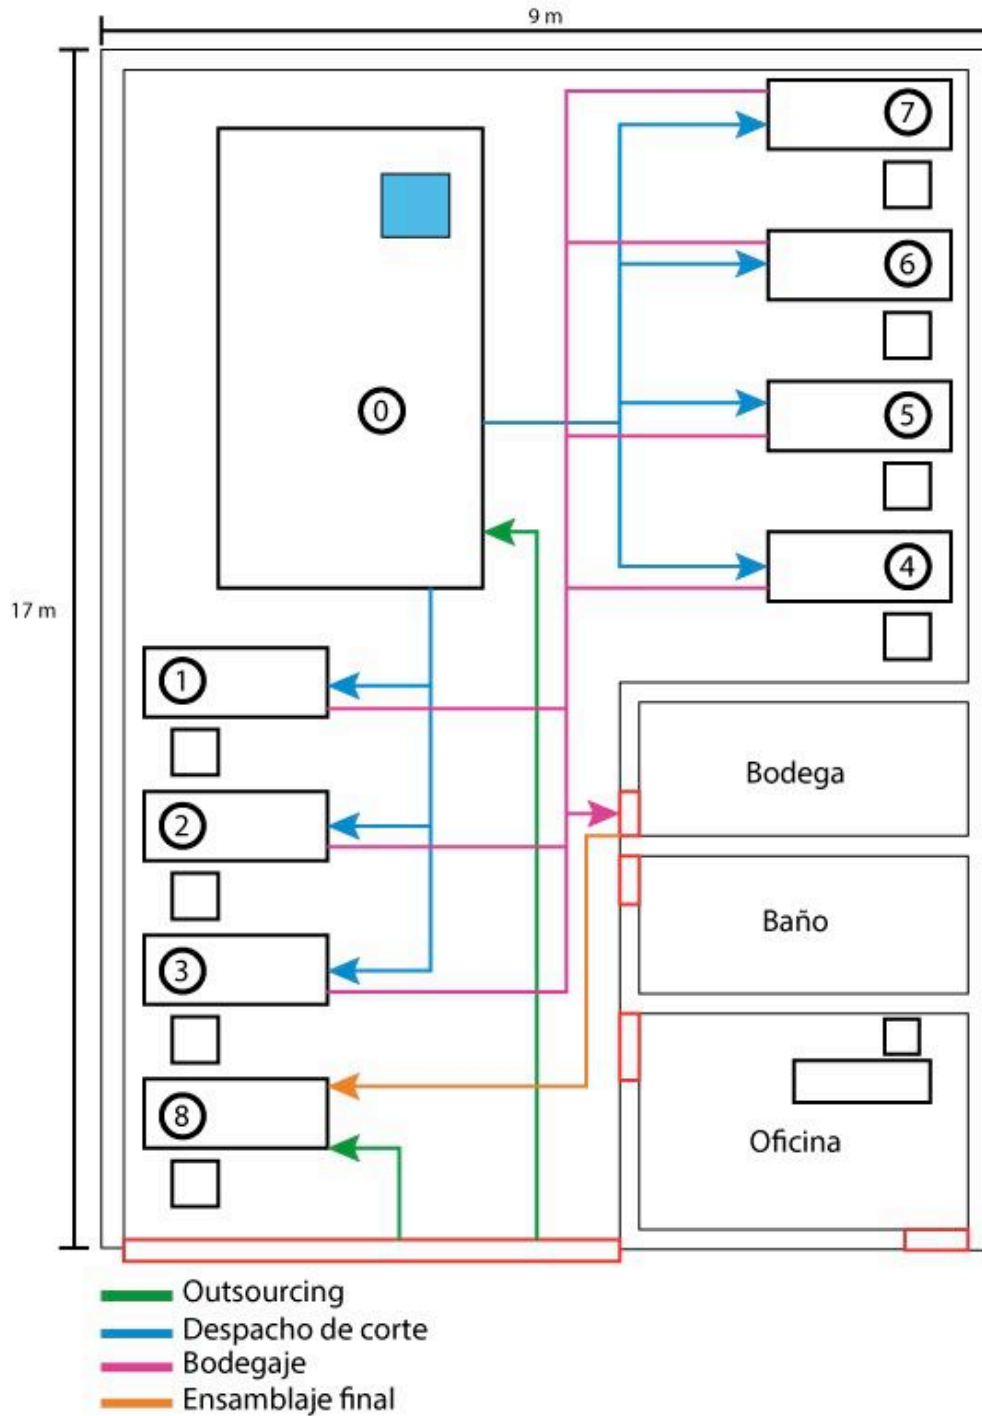 9 m
7
6
0
5
4
17 m
1
Bodega
2
Baño
3
8
Oficina
Outsourcing
Despacho de corte
Bodegaje
Ensamblaje final